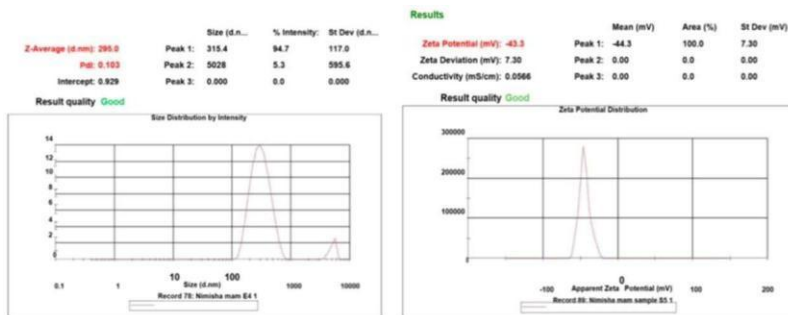 Size (d.n... % Intensity: St Dev (d.n...
Z-Average (d.nm): 295.0 Peak 1: 315.4 94.7 117.0
PdI: 0.103 Peak 2: 5028 5.3 595.6
Intercept: 0.929 Peak 3: 0.000 0.0 0.000
Result quality Good
Size Distribution by Intensity
14
12
10
8
6
4
2
0
0.1 1 10 100 1000 10000
Size (d.nm)
Record 78: Nimisha mam E4 1
Results
Mean (mV) Area (%) St Dev (mV)
Zeta Potential (mV): -43.3 Peak 1: -44.3 100.0 7.30
Zeta Deviation (mV): 7.30 Peak 2: 0.00 0.0 0.00
Conductivity (mS/cm): 0.0566 Peak 3: 0.00 0.0 0.00
Result quality Good
Zeta Potential Distribution
300000
200000
100000
0
-100 0 100 200
Apparent Zeta Potential (mV)
Record 89: Nimisha mam sample S5 1